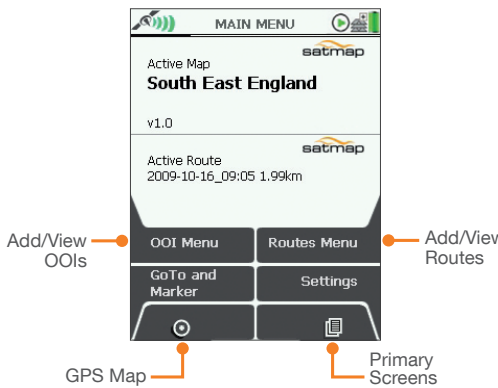 MAIN MENU
satmap
Active Map
South East England
v1.0
satmap
Active Route
2009-10-16_09:05 1.99km
Add/View
OOIs
OOI Menu
Routes Menu
Add/View
Routes
GoTo and
Marker
Settings
GPS Map
Primary
Screens